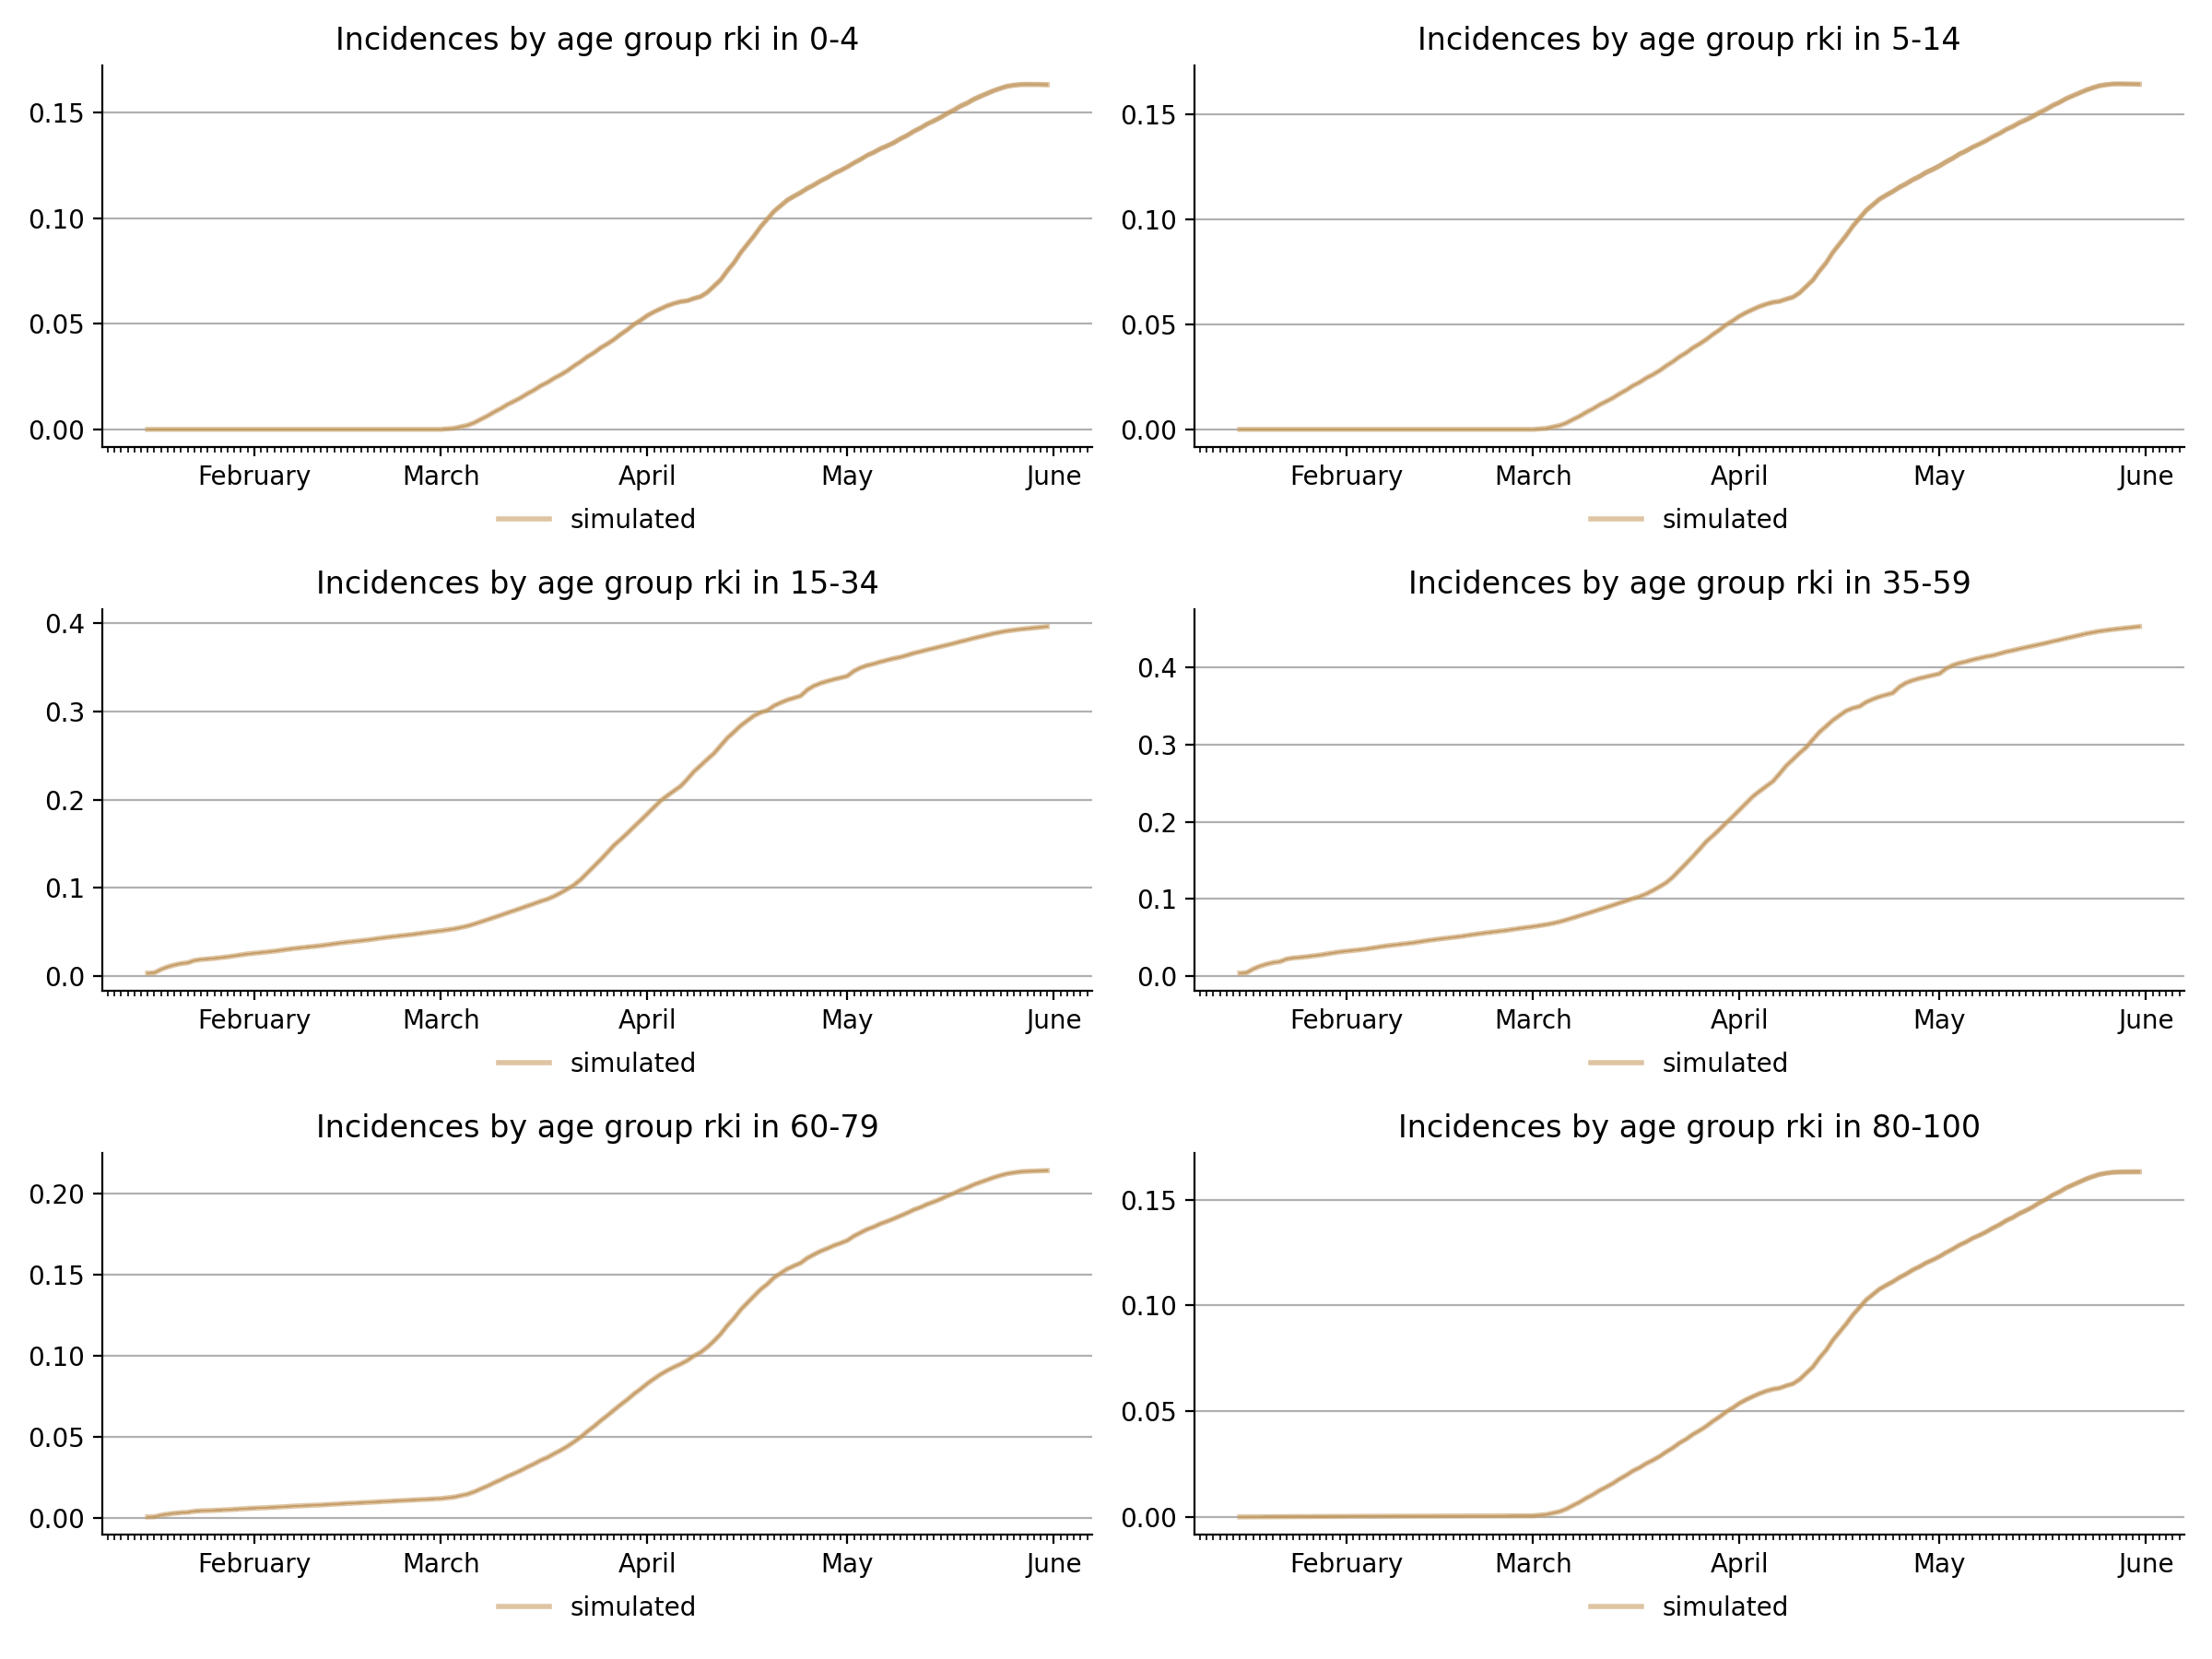 Incidences by age group rki in 0-4
0.15
0.10
0.05
0.00
February March April May June
simulated
Incidences by age group rki in 5-14
0.15
0.10
0.05
0.00
February March April May June
simulated
Incidences by age group rki in 15-34
0.4
0.3
0.2
0.1
0.0
February March April May June
simulated
Incidences by age group rki in 35-59
0.4
0.3
0.2
0.1
0.0
February March April May June
simulated
Incidences by age group rki in 60-79
0.20
0.15
0.10
0.05
0.00
February March April May June
simulated
Incidences by age group rki in 80-100
0.15
0.10
0.05
0.00
February March April May June
simulated